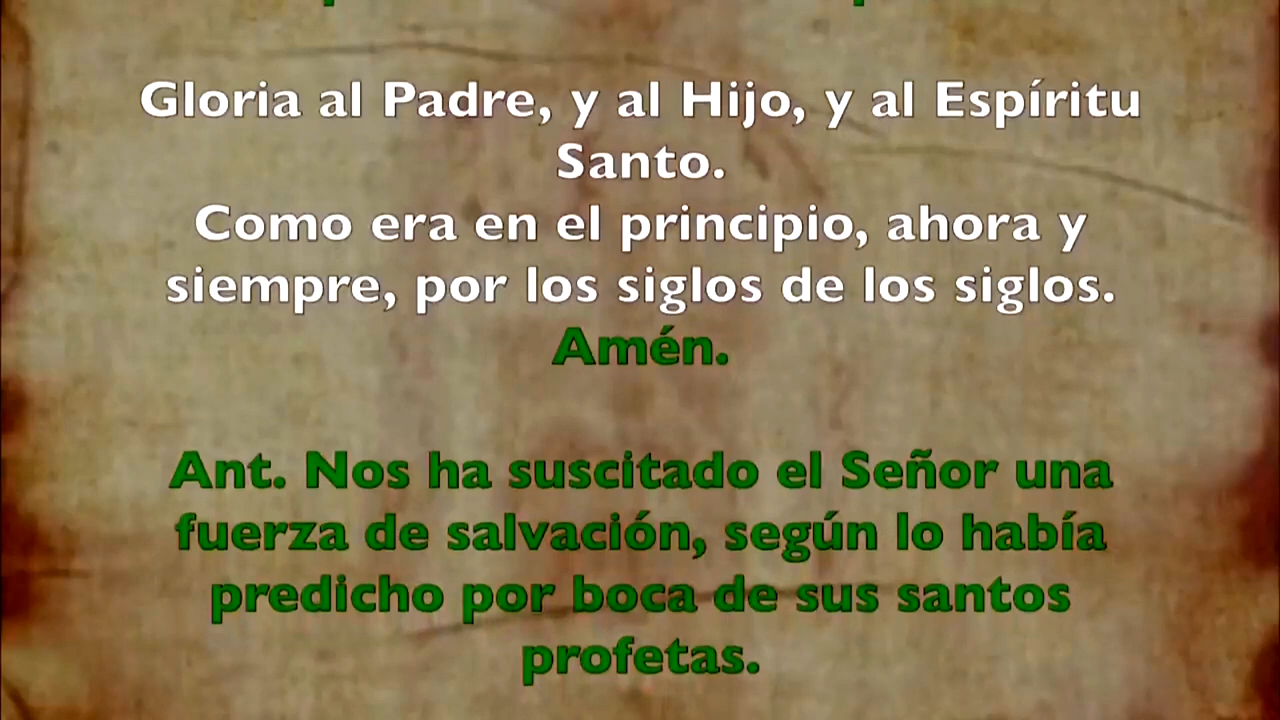 Gloria al Padre, y al Hijo, y al Espíritu
Santo.
Como era en el principio, ahora y
siempre, por los siglos de los siglos.
Amén.
Ant. Nos ha suscitado el Señor una
fuerza de salvación, según lo había
predicho por boca de sus santos
profetas.